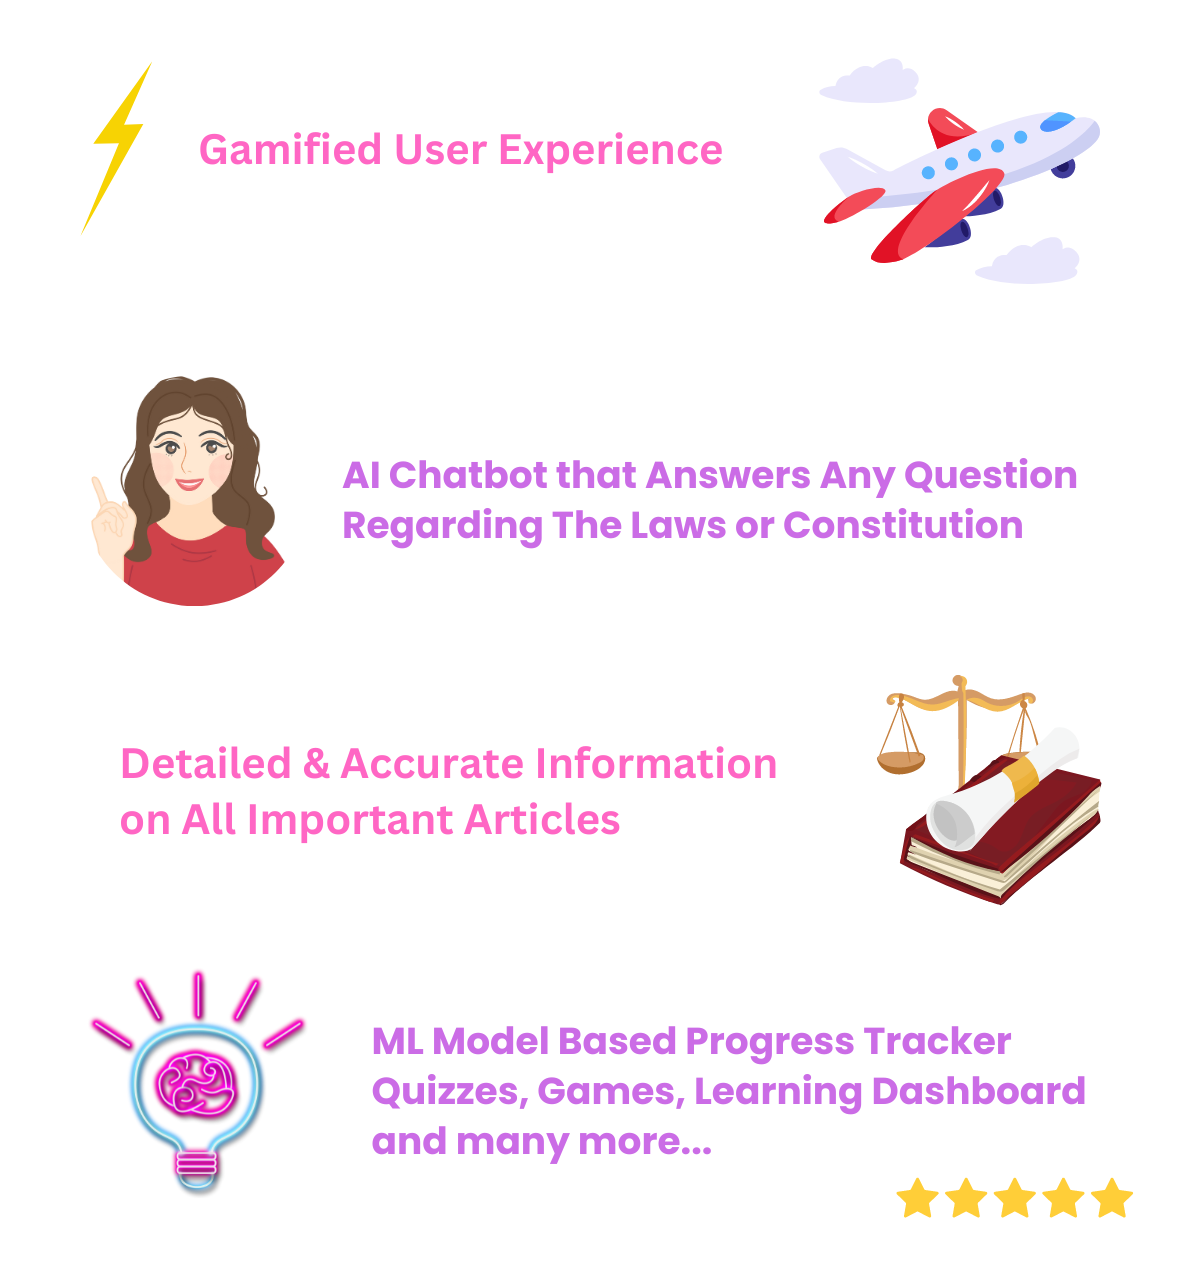 Gamified User Experience
AI Chatbot that Answers Any Question
Regarding The Laws or Constitution
Detailed & Accurate Information
on All Important Articles
ML Model Based Progress Tracker
Quizzes, Games, Learning Dashboard
and many more...